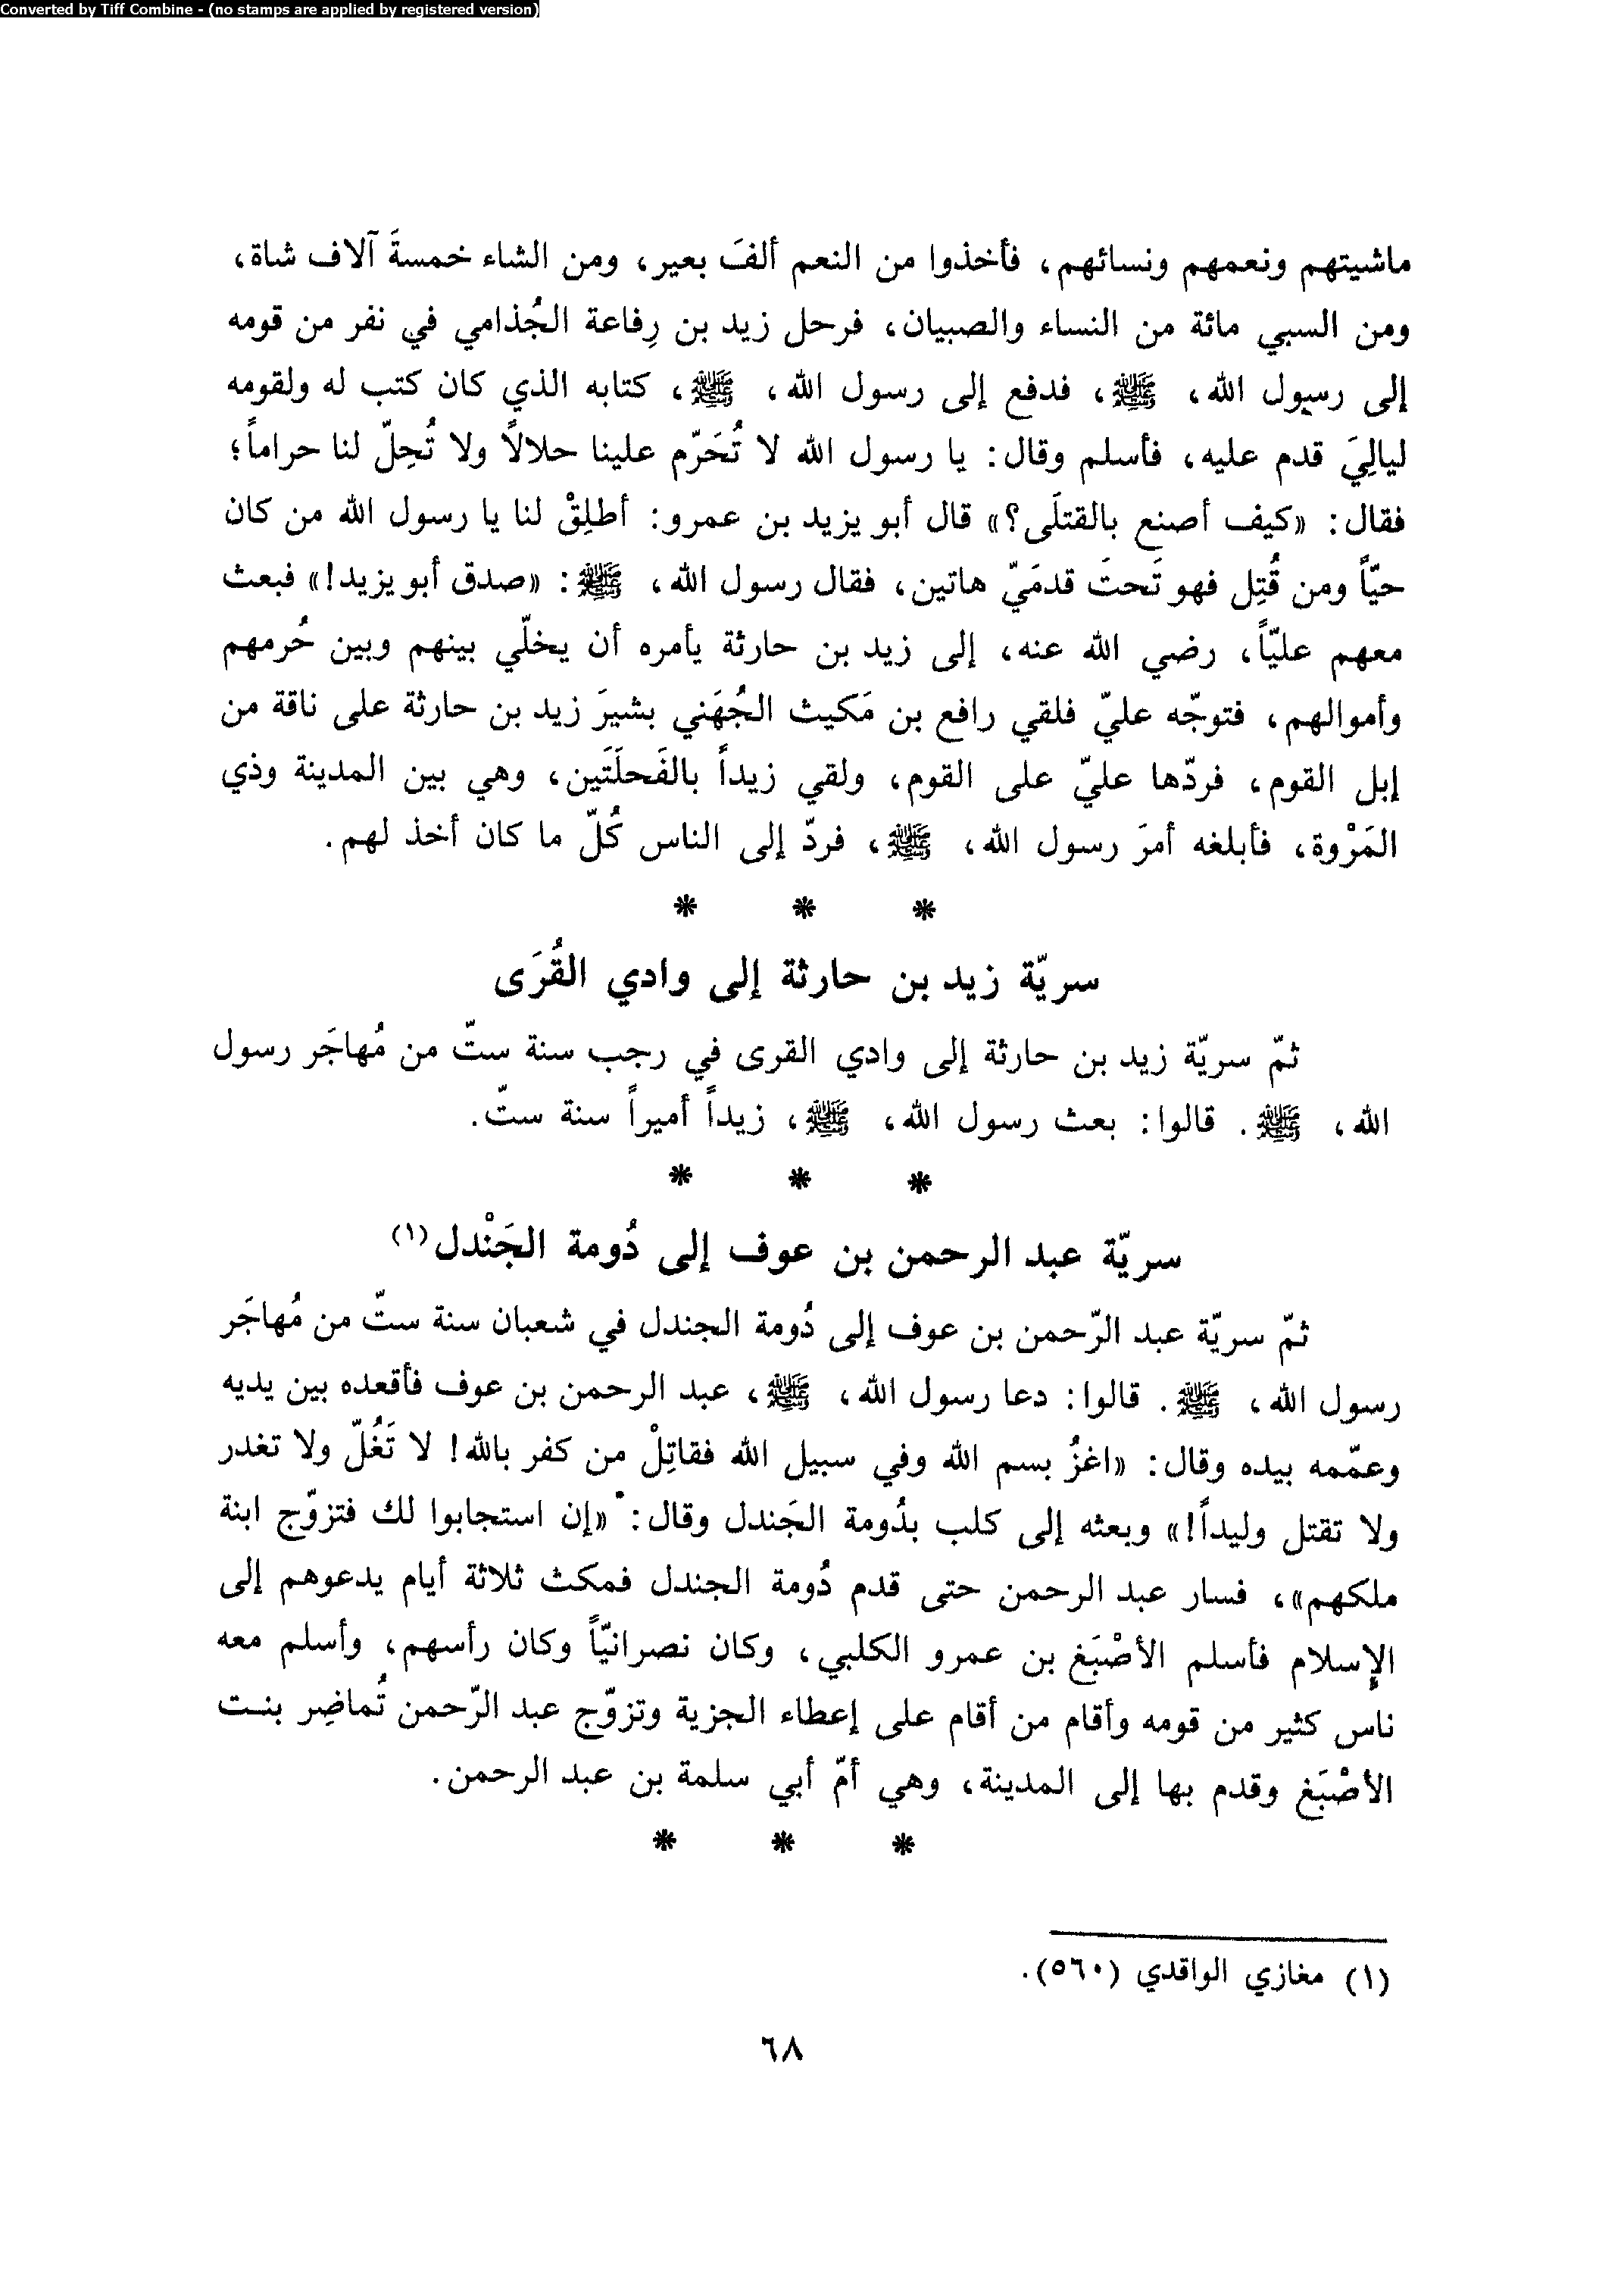 Converted by Tiff Combine - (no stamps are applied by registered version)
ماشيتهم ونعمهم ونسائهم، فأخذوا من النعم ألفَ بعير، ومن الشاء خمسةَ آلاف شاة،
ومن السبي مائة من النساء والصبيان، فرحل زيد بن رِفاعة الجُذامي في نفر من قومه
إلى رسول الله، ﷺ، فدفع إلى رسول الله، ﷺ، كتابه الذي كان كتب له ولقومه
ليالِيَ قدم عليه، فأسلم وقال: يا رسول الله لا تُحَرّم علينا حلالاً ولا تُحِلّ لنا حراماً؛
فقال: «كيف أصنع بالقتلَى؟» قال أبو يزيد بن عمرو: أطلِقْ لنا يا رسول الله من كان
حيّاً ومن قُتِل فهو تَحتَ قدمَيّ هاتين، فقال رسول الله، ﷺ: «صدق أبو يزيد!» فبعث
معهم عليّاً، رضي الله عنه، إلى زيد بن حارثة يأمره أن يخلّي بينهم وبين حُرمهم
وأموالهم، فتوجّه عليّ فلقي رافع بن مَكيث الجُهَني بشيرَ زيد بن حارثة على ناقة من
إبل القوم، فردّها عليّ على القوم، ولقي زيداً بالفَحلَتَين، وهي بين المدينة وذي
المَرْوة، فأبلغه أمرَ رسول الله، ﷺ، فردّ إلى الناس كُلّ ما كان أخذ لهم.
* * *
سريّة زيد بن حارثة إلى وادي القُرَى
ثمّ سريّة زيد بن حارثة إلى وادي القرى في رجب سنة ستّ من مُهاجَر رسول
الله، ﷺ. قالوا: بعث رسول الله، ﷺ، زيداً أميراً سنة ستّ.
* * *
سريّة عبد الرحمن بن عوف إلى دُومة الجَنْدل(١)
ثمّ سريّة عبد الرّحمن بن عوف إلى دُومة الجندل في شعبان سنة ستّ من مُهاجَر
رسول الله، ﷺ. قالوا: دعا رسول الله، ﷺ، عبد الرحمن بن عوف فأقعده بين يديه
وعمّمه بيده وقال: «اغزُ بسم الله وفي سبيل الله فقاتِلْ من كفر بالله! لا تَغُلّ ولا تغدر
ولا تقتل وليداً!» وبعثه إلى كلب بدُومة الجَندل وقال: «إن استجابوا لك فتزوّج ابنة
ملكهم»، فسار عبد الرحمن حتى قدم دُومة الجندل فمكث ثلاثة أيام يدعوهم إلى
الإسلام فأسلم الأصْبَغ بن عمرو الكلبي، وكان نصرانيّاً وكان رأسهم، وأسلم معه
ناس كثير من قومه وأقام من أقام على إعطاء الجزية وتزوّج عبد الرّحمن تُماضِر بنت
الأصْبَغ وقدم بها إلى المدينة، وهي أمّ أبي سلمة بن عبد الرحمن.
* * *
(١) مغازي الواقدي (٥٦٠).
٦٨